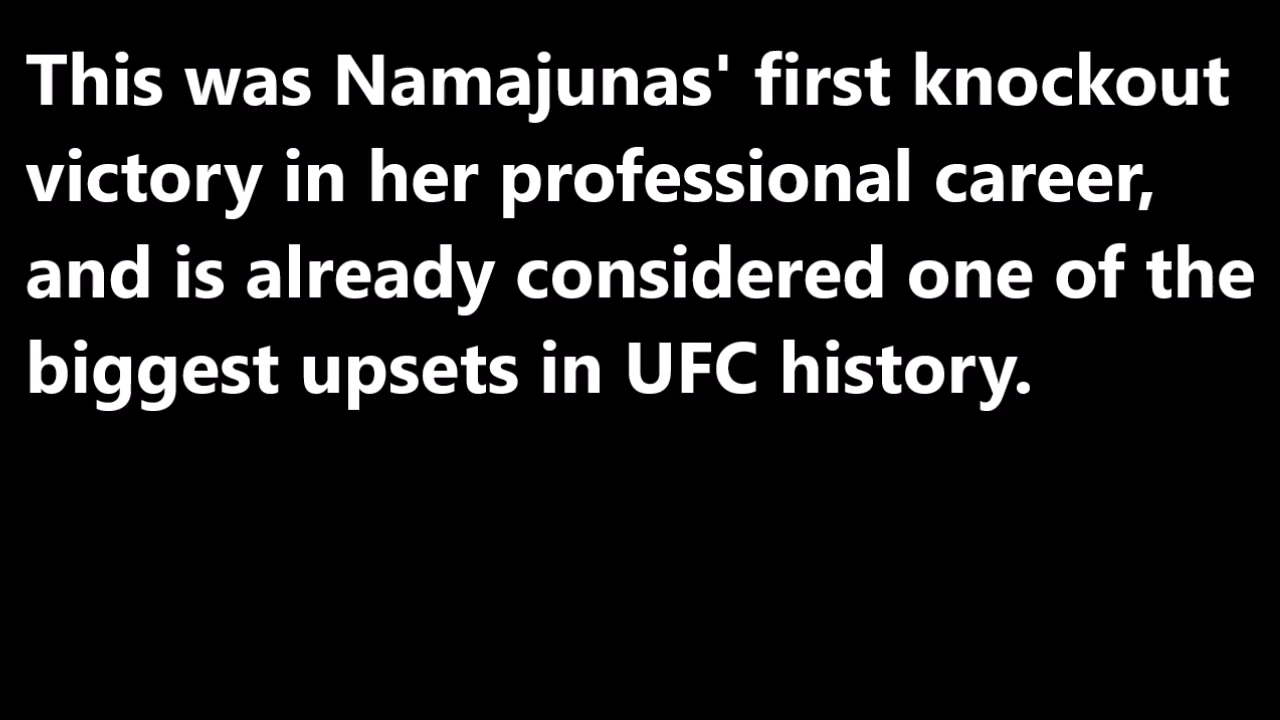 This was Namajunas' first knockout
victory in her professional career,
and is already considered one of the
biggest upsets in UFC history.